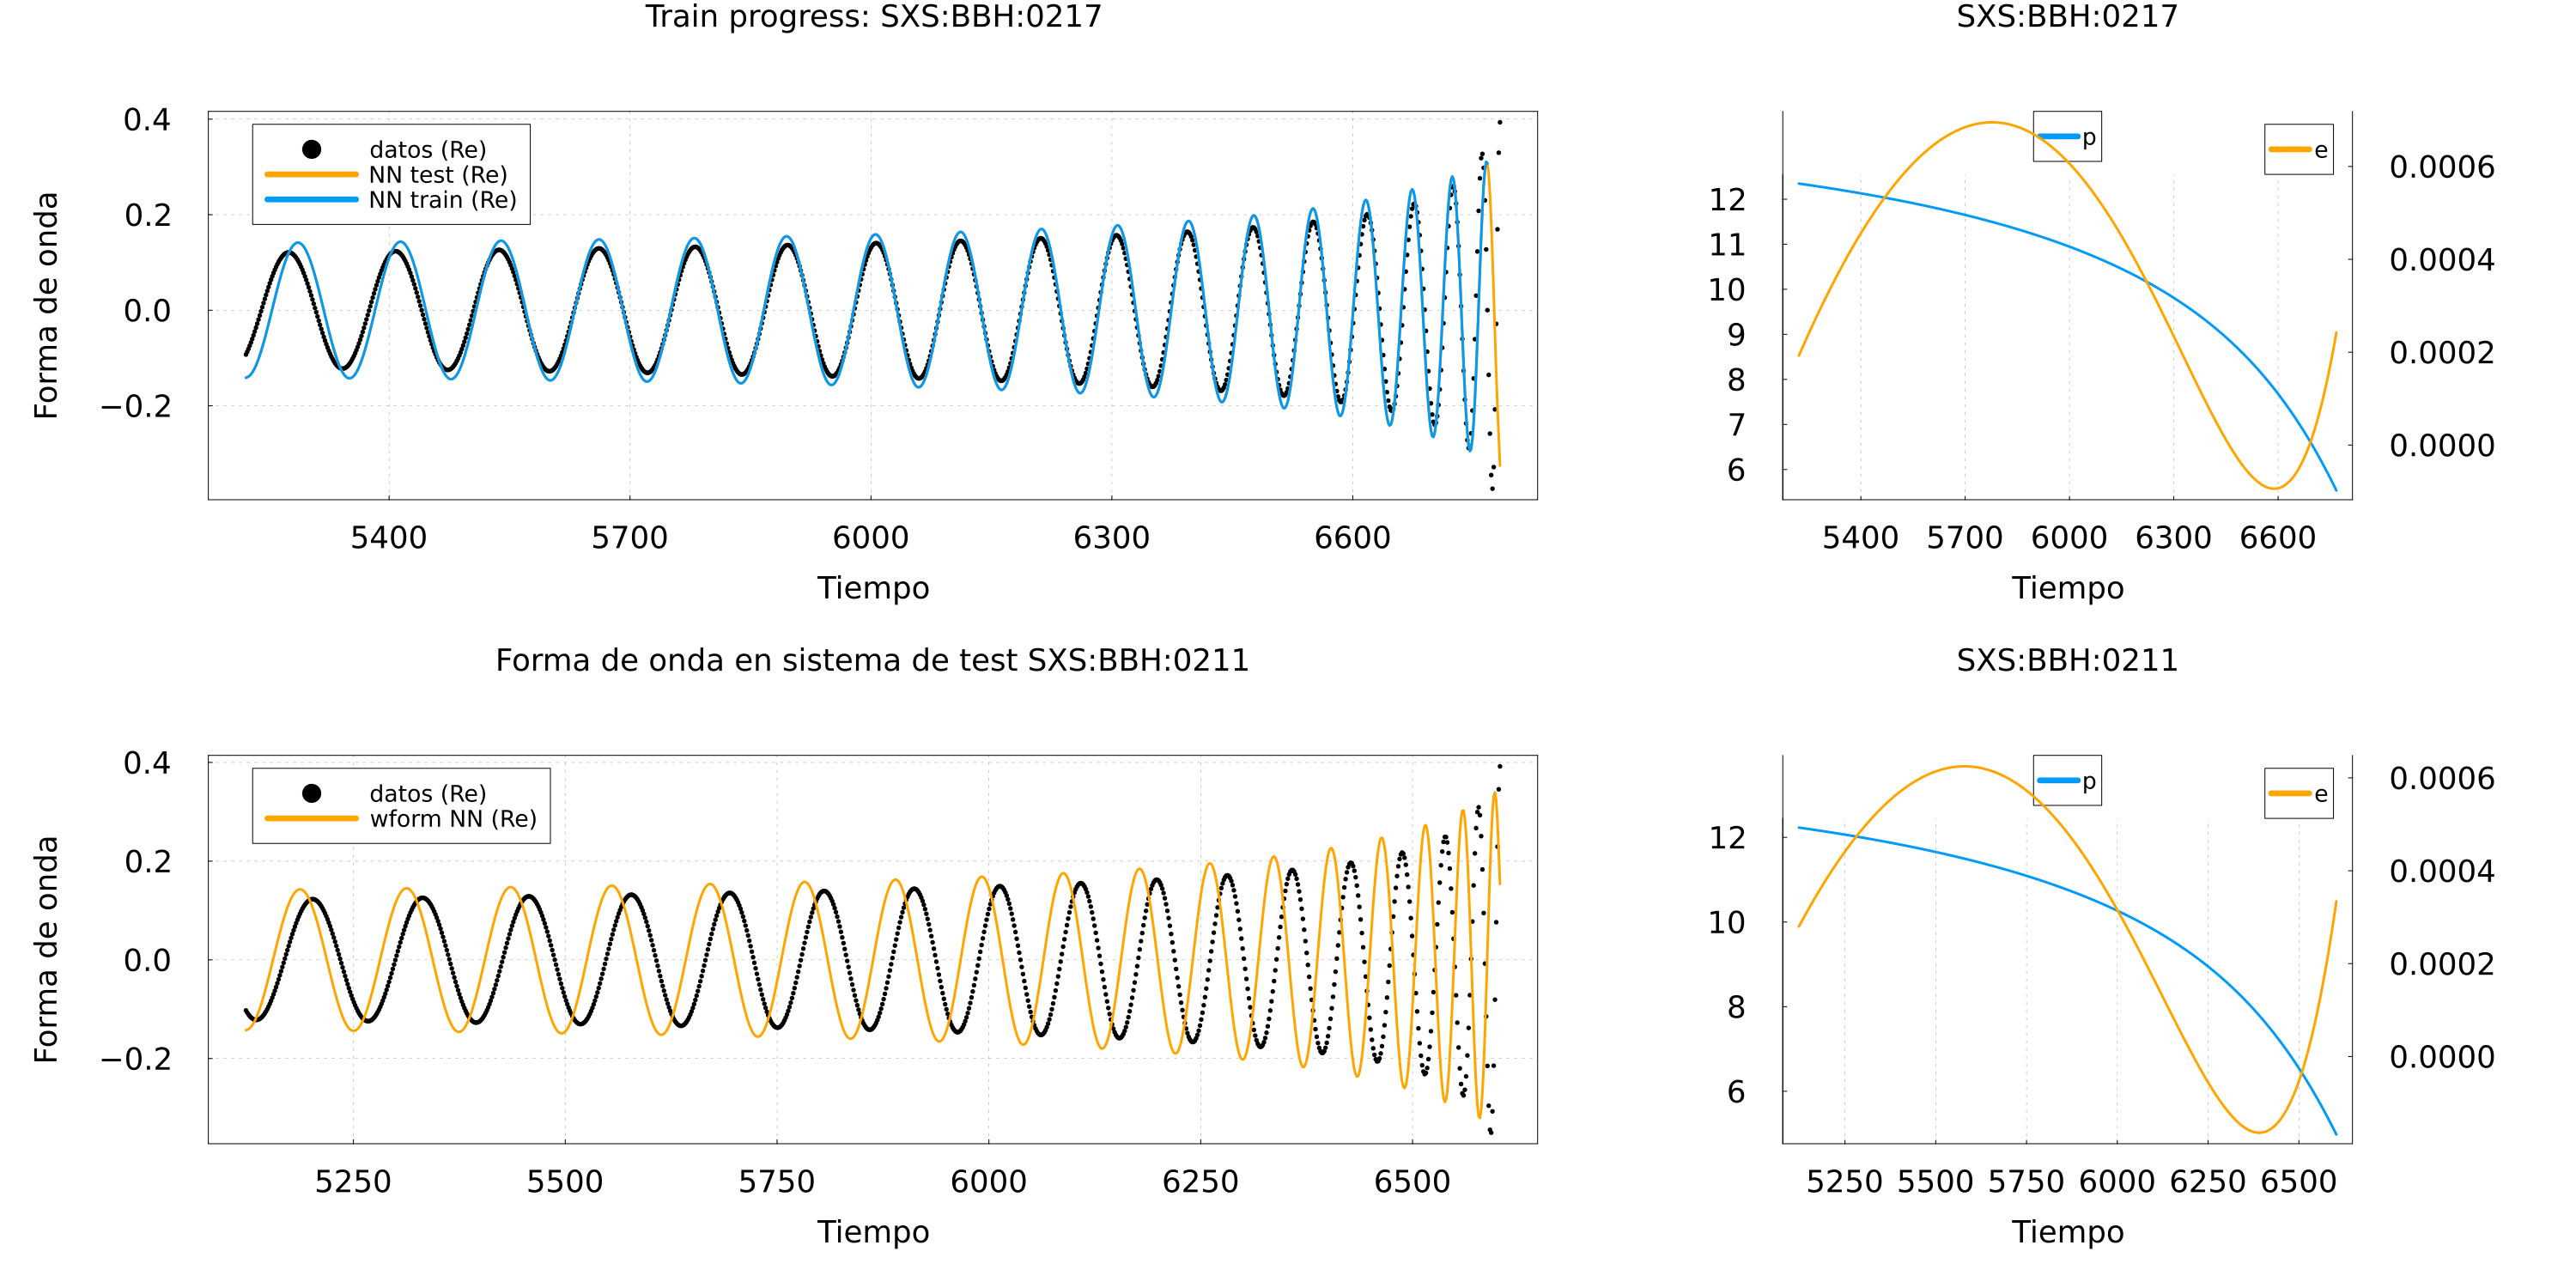 Train progress: SXS:BBH:0217
Forma de onda
0.4
0.2
0.0
−0.2
datos (Re)
NN test (Re)
NN train (Re)
5400 5700 6000 6300 6600
Tiempo
SXS:BBH:0217
12
11
10
9
8
7
6
p
e
0.0006
0.0004
0.0002
0.0000
5400 5700 6000 6300 6600
Tiempo
Forma de onda en sistema de test SXS:BBH:0211
Forma de onda
0.4
0.2
0.0
−0.2
datos (Re)
wform NN (Re)
5250 5500 5750 6000 6250 6500
Tiempo
SXS:BBH:0211
12
10
8
6
p
e
0.0006
0.0004
0.0002
0.0000
5250 5500 5750 6000 6250 6500
Tiempo